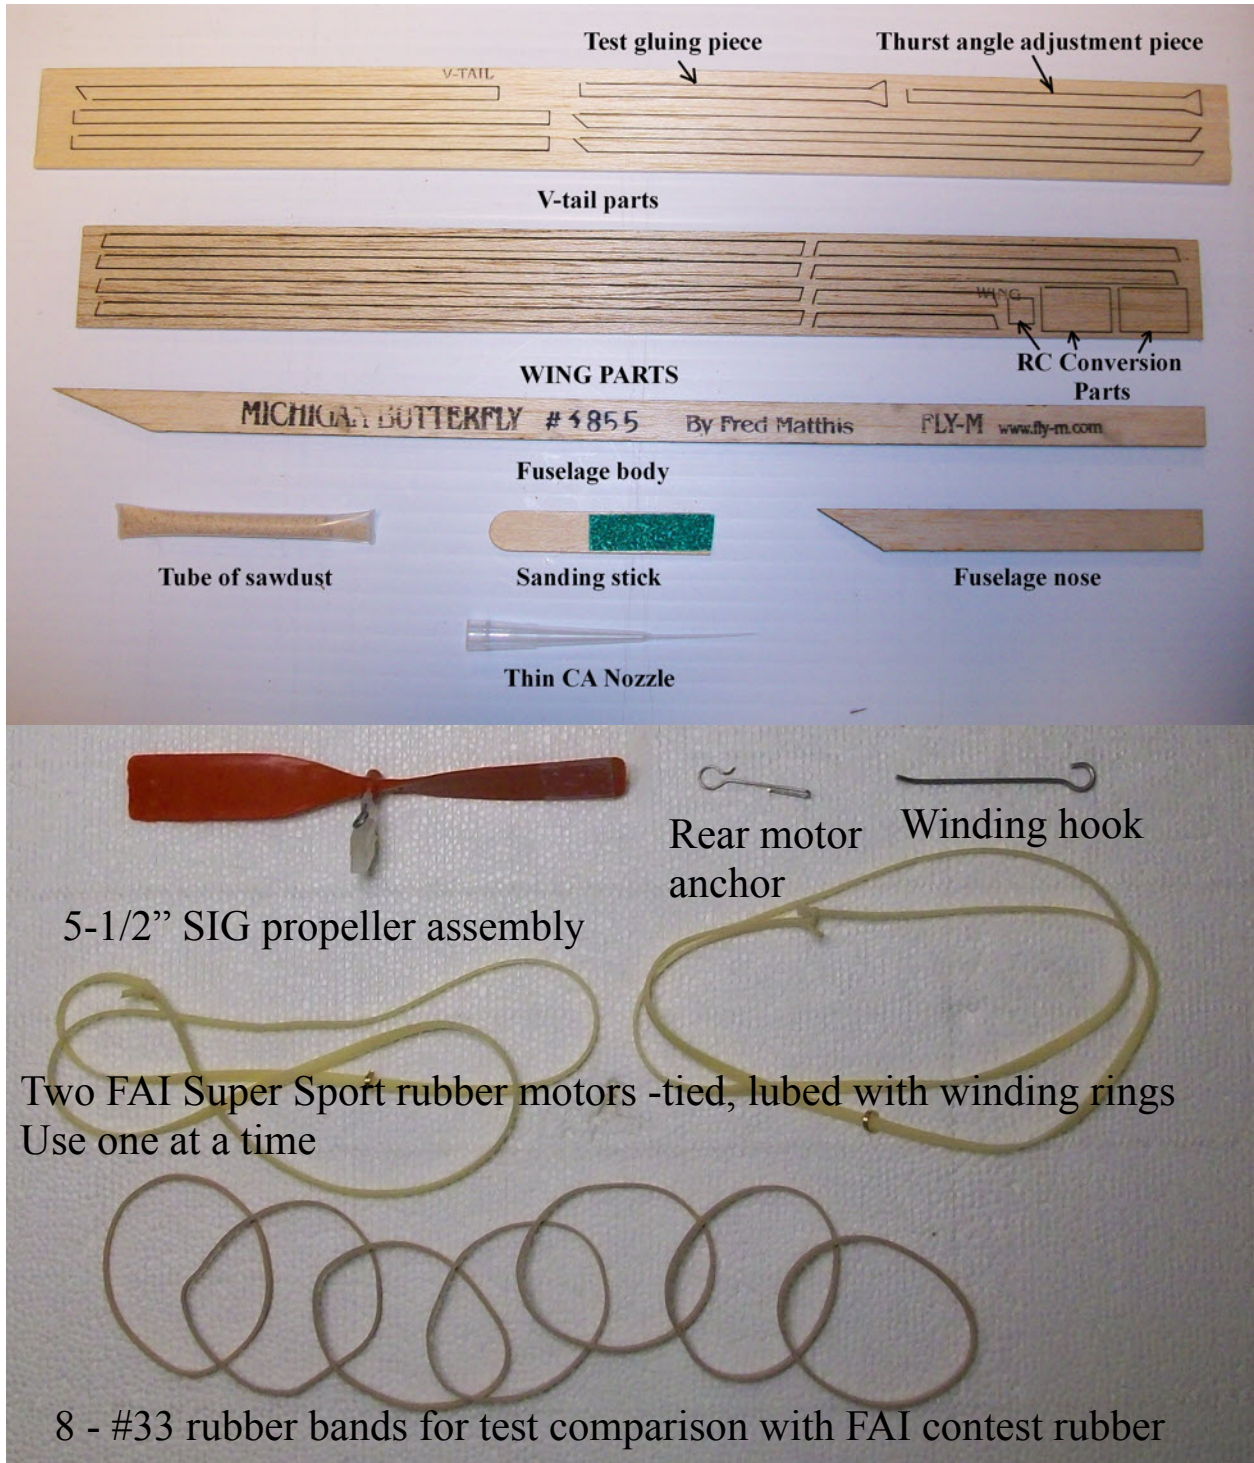 Test gluing piece
Thurst angle adjustment piece
V-TAIL
V-tail parts
WING
RC Conversion
Parts
WING PARTS
MICHIGAN BUTTERFLY #4855 By Fred Matthis FLY-M www.fly-m.com
Fuselage body
Tube of sawdust
Sanding stick
Fuselage nose
Thin CA Nozzle
Rear motor
anchor
Winding hook
5-1/2” SIG propeller assembly
Two FAI Super Sport rubber motors -tied, lubed with winding rings
Use one at a time
8 - #33 rubber bands for test comparison with FAI contest rubber